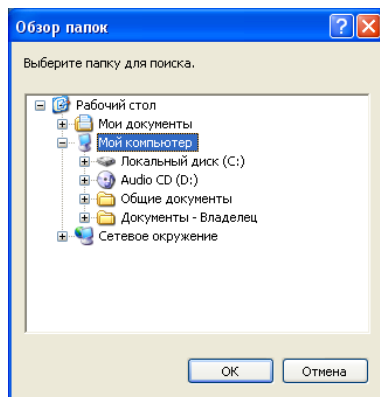 Обзор папок
Выберите папку для поиска.
Рабочий стол
Мои документы
Мой компьютер
Локальный диск (C:)
Audio CD (D:)
Общие документы
Документы - Владелец
Сетевое окружение
ОК Отмена